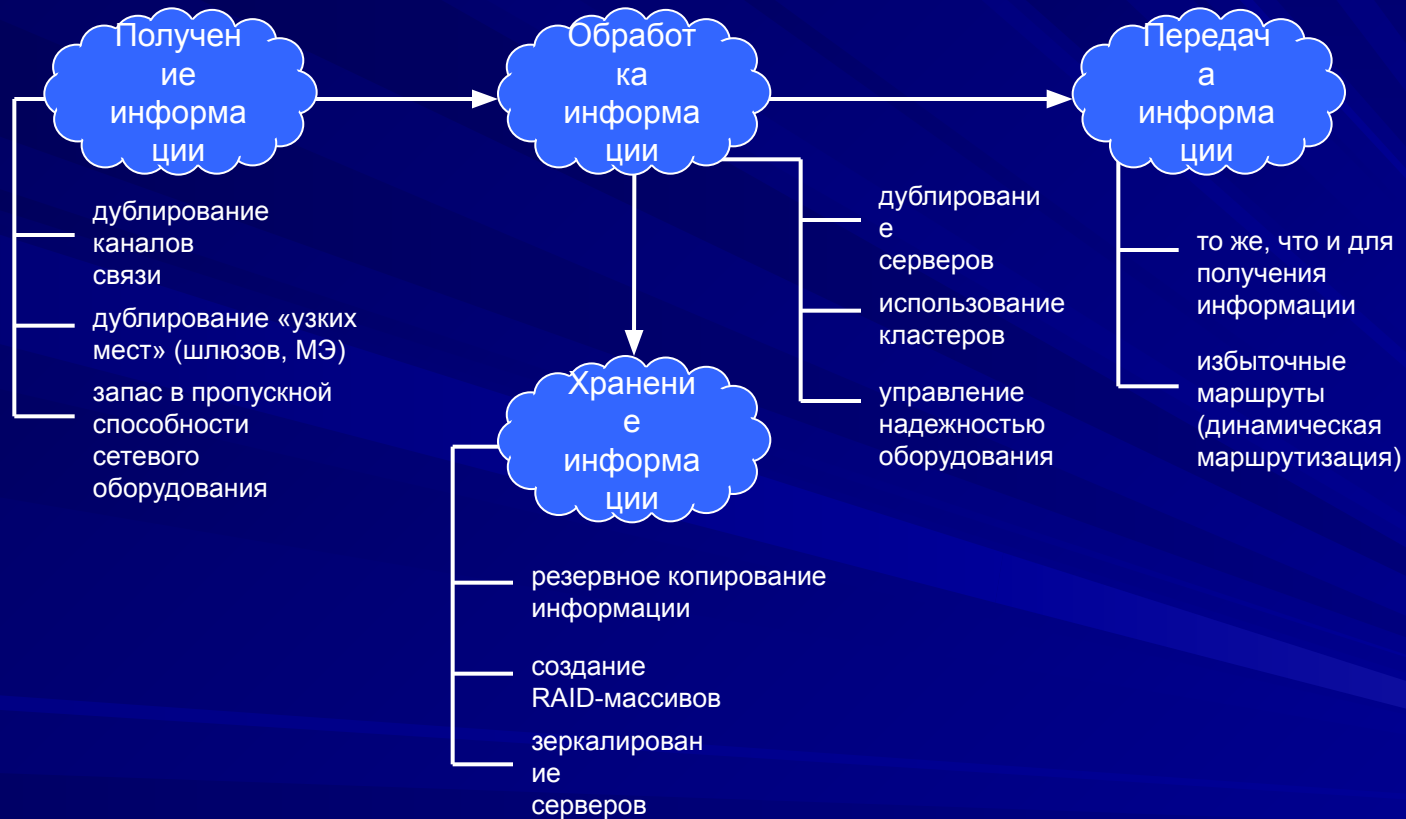 Получен
ие
информа
ции
дублирование
каналов
связи
дублирование «узких
мест» (шлюзов, МЭ)
запас в пропускной
способности
сетевого
оборудования
Обработ
ка
информа
ции
дублировани
е
серверов
использование
кластеров
управление
надежностью
оборудования
Передач
а
информа
ции
то же, что и для
получения
информации
избыточные
маршруты
(динамическая
маршрутизация)
Хранени
е
информа
ции
резервное копирование
информации
создание
RAID-массивов
зеркалирован
ие
серверов